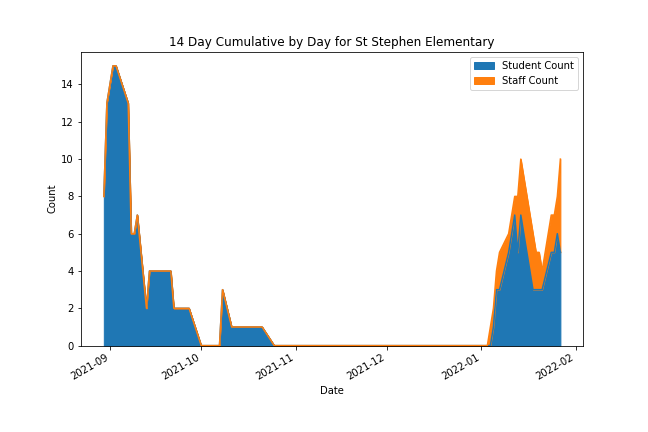 14 Day Cumulative by Day for St Stephen Elementary
Student Count
Staff Count
14
12
10
8
6
4
2
0
Count
2021-09
2021-10
2021-11
2021-12
2022-01
2022-02
Date